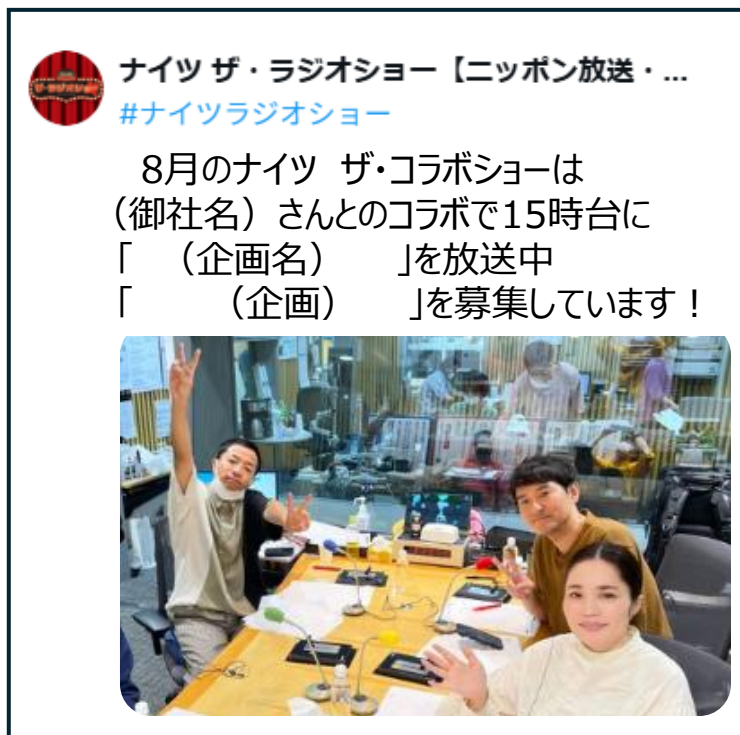 ナイツ ザ・ラジオショー【ニッポン放送・...
#ナイツラジオショー
8月のナイツ ザ・コラボショーは
（御社名）さんとのコラボで15時台に
「　（企画名）　」を放送中
「　（企画）　」を募集しています！